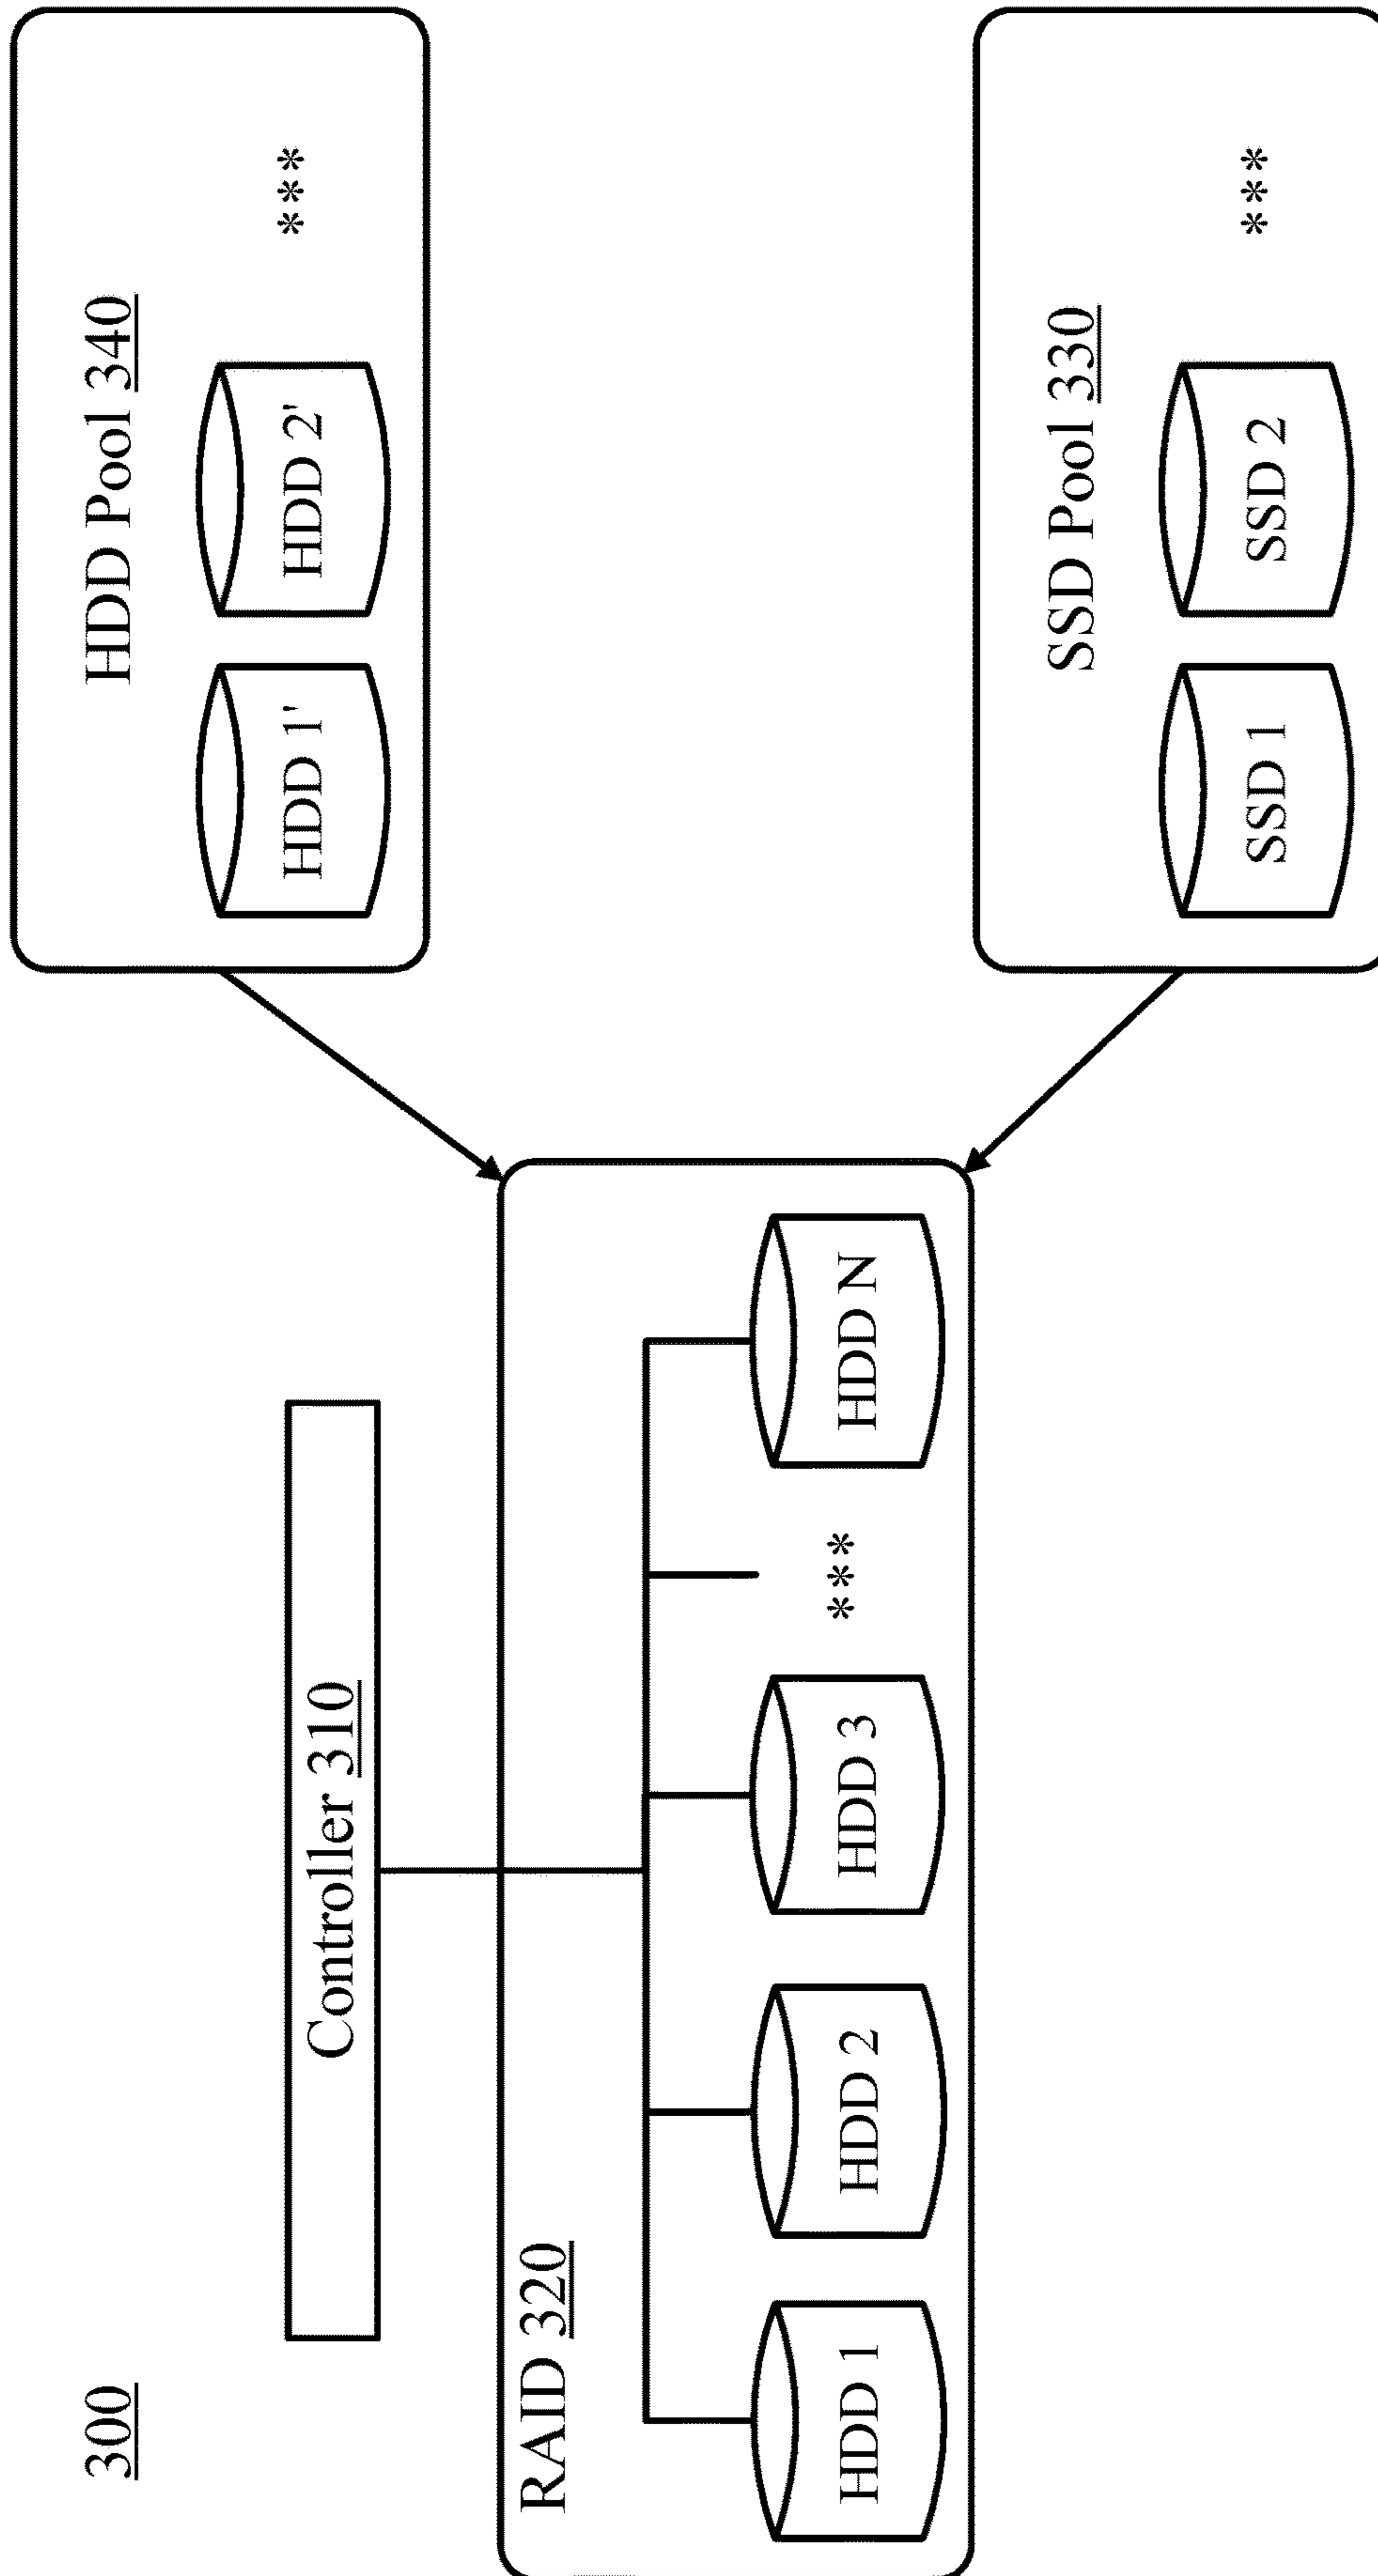 300
Controller 310
RAID 320
HDD 1
HDD 2
HDD 3
***
HDD N
HDD Pool 340
HDD 1'
HDD 2'
***
SSD Pool 330
SSD 1
SSD 2
***